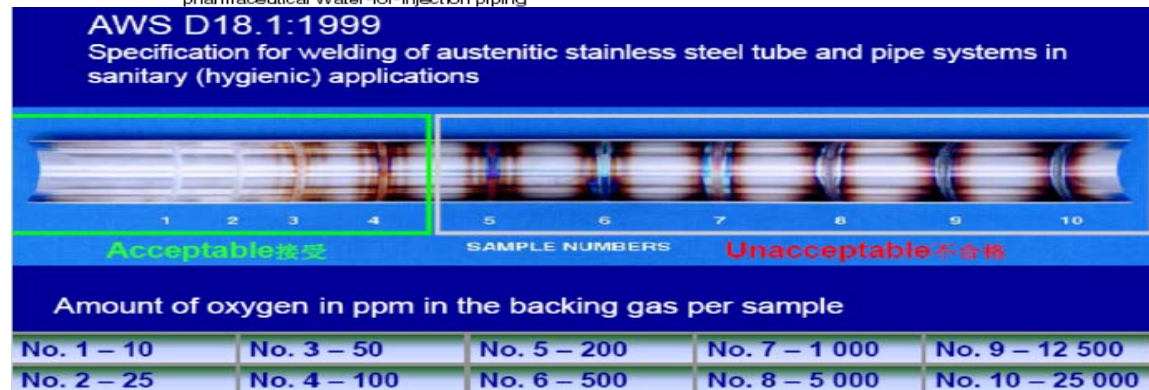 pharmaceutical Water-for-injection piping
AWS D18.1:1999
Specification for welding of austenitic stainless steel tube and pipe systems in
sanitary (hygienic) applications
1 2 3 4 5 6 7 8 9 10
Acceptable接受 SAMPLE NUMBERS Unacceptable不合格
Amount of oxygen in ppm in the backing gas per sample
No. 1 – 10 No. 3 – 50 No. 5 – 200 No. 7 – 1 000 No. 9 – 12 500
No. 2 – 25 No. 4 – 100 No. 6 – 500 No. 8 – 5 000 No. 10 – 25 000